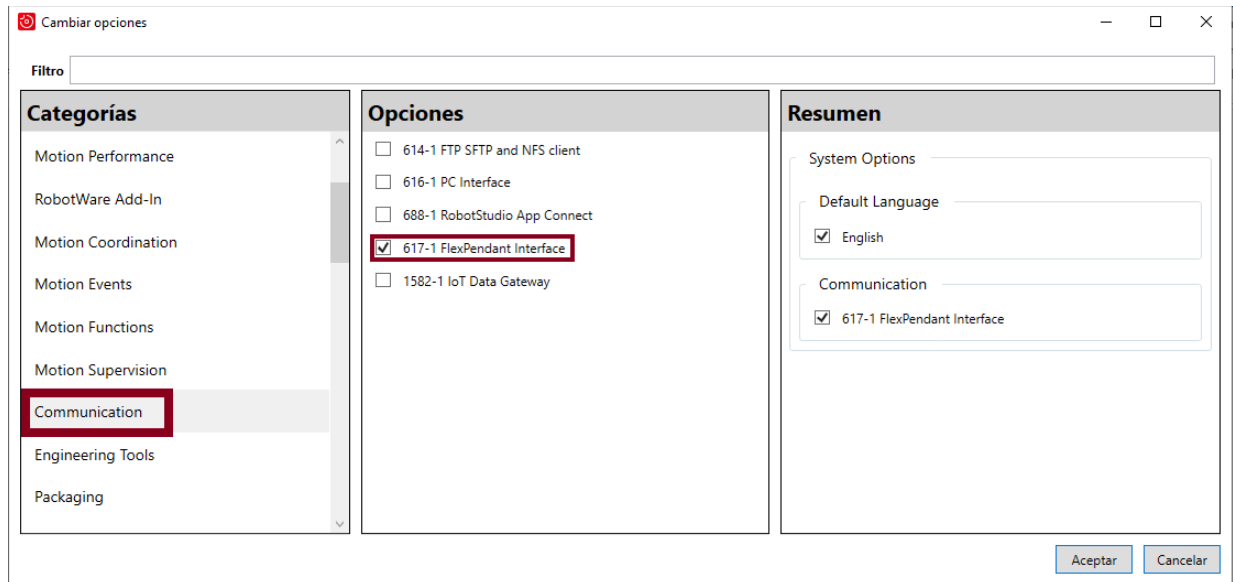 Cambiar opciones
Filtro
Categorías
Motion Performance
RobotWare Add-In
Motion Coordination
Motion Events
Motion Functions
Motion Supervision
Communication
Engineering Tools
Packaging
Opciones
614-1 FTP SFTP and NFS client
616-1 PC Interface
688-1 RobotStudio App Connect
617-1 FlexPendant Interface
1582-1 IoT Data Gateway
Resumen
System Options
Default Language
English
Communication
617-1 FlexPendant Interface
Aceptar
Cancelar